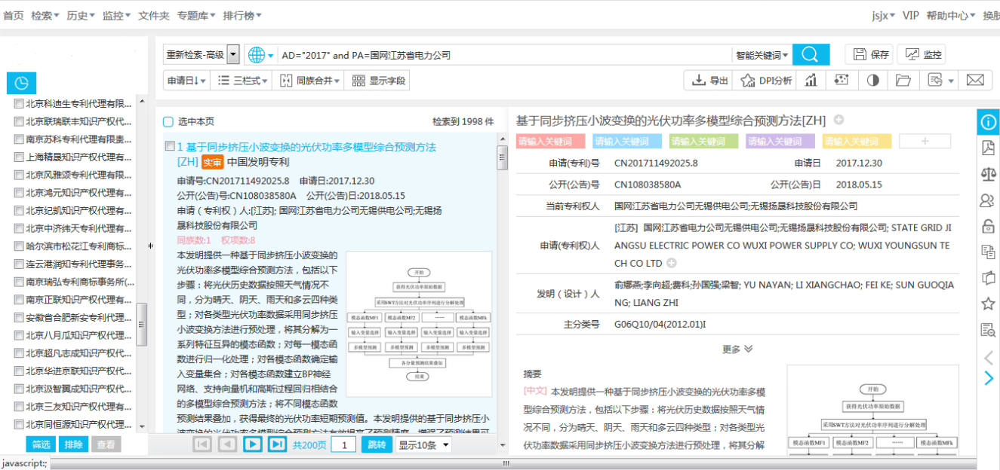 首页 检索 历史 监控 文件夹 专题库 排行榜
jsjx VIP 帮助中心 换肤
重新检索-高级
AD="2017" and PA=国网江苏省电力公司
智能关键词
保存
监控
申请日↓ 三栏式 同族合并 显示字段
导出 DPI分析
北京科迪生专利代理有限...
北京联瑞联丰知识产权代...
南京苏科专利代理有限责...
上海精晟知识产权代理有...
北京风雅颂专利代理有限...
北京鸿元知识产权代理有...
北京纪凯知识产权代理有...
北京中济纬天专利代理有...
哈尔滨市松花江专利商标...
连云港润知专利代理事务...
南京瑞弘专利商标事务所(...
南京正联知识产权代理有...
安徽省合肥新安专利代理...
北京八月瓜知识产权代理...
北京超凡志成知识产权代...
北京华进京联知识产权代...
北京汲智翼成知识产权代...
北京三友知识产权代理有...
北京同恒源知识产权代理...
筛选 排除 查看
javascript:;
选中本页
检索到 1998 件
1 基于同步挤压小波变换的光伏功率多模型综合预测方法
[ZH] 实审 中国发明专利
申请号:CN201711492025.8 申请日:2017.12.30
公开(公告)号:CN108038580A 公开(公告)日:2018.05.15
申请（专利权）人:[江苏]; 国网江苏省电力公司无锡供电公司;无锡扬
晟科技股份有限公司
同族数:1 权项数:8
本发明提供一种基于同步挤压小波变换的
光伏功率多模型综合预测方法，包括以下
步骤：将光伏历史数据按照天气情况不
同，分为晴天、阴天、雨天和多云四种类
型；对各类型光伏功率数据采用同步挤压
小波变换方法进行预处理，将其分解为一
系列特征互异的模态函数；对每一模态函
数进行归一化处理；对各模态函数确定输
入变量集合；对各模态函数建立BP神经
网络、支持向量机和高斯过程回归相结合
的多模型综合预测方法；将不同模态函数
预测结果叠加，获得最终的光伏功率短期预测值。本发明提供的基于同步挤压小
波变换的光伏功率多模型综合预测方法有效提高了预测精度，增强了预测结果可
开始
获得光伏功率原始数据
采用SWT方法对光伏功率序列进行分解处理
模态函数MF1 模态函数MF2 ...... 模态函数MFk
输入变量选择 输入变量选择 输入变量选择 输入变量选择
多模型预测 多模型预测 多模型预测 多模型预测
各分量预测结果叠加
结束
共200页 1 跳转 显示10条
基于同步挤压小波变换的光伏功率多模型综合预测方法[ZH]
请输入关键词 请输入关键词 请输入关键词 请输入关键词 请输入关键词 +
申请(专利)号 CN201711492025.8 申请日 2017.12.30
公开(公告)号 CN108038580A 公开(公告)日 2018.05.15
当前专利权人 国网江苏省电力公司无锡供电公司;无锡扬晟科技股份有限公司
申请(专利权)人 [江苏] 国网江苏省电力公司无锡供电公司;无锡扬晟科技股份有限公司; STATE GRID JI
ANGSU ELECTRIC POWER CO WUXI POWER SUPPLY CO; WUXI YOUNGSUN TE
CH CO LTD
发明（设计）人 俞娜燕;李向超;费科;孙国强;梁智; YU NAYAN; LI XIANGCHAO; FEI KE; SUN GUOQIA
NG; LIANG ZHI
主分类号 G06Q10/04(2012.01)I
更多
摘要
[中文] 本发明提供一种基于同步挤压小波变换的光伏功率多模
型综合预测方法，包括以下步骤：将光伏历史数据按照天气情
况不同，分为晴天、阴天、雨天和多云四种类型；对各类型光
伏功率数据采用同步挤压小波变换方法进行预处理，将其分解
开始
获得光伏功率原始数据
采用SWT方法对光伏功率序列进行分解处理
模态函数MF1 模态函数MF2 ...... 模态函数MFk